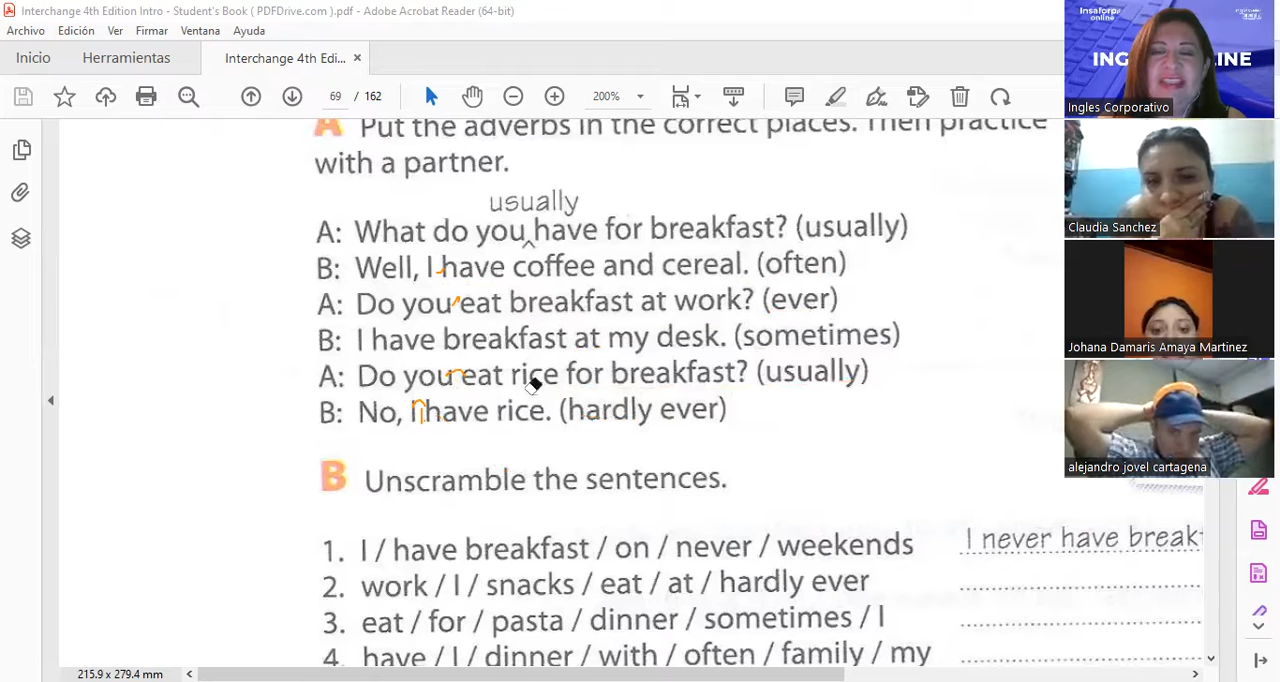 Interchange 4th Edition Intro - Student's Book ( PDFDrive.com ).pdf - Adobe Acrobat Reader (64-bit)
Archivo Edición Ver Firmar Ventana Ayuda
Inicio Herramientas Interchange 4th Edi... ×
69 / 162 200%
A Put the adverbs in the correct places. Then practice
with a partner.
usually
A: What do you ^ have for breakfast? (usually)
B: Well, I have coffee and cereal. (often)
A: Do you eat breakfast at work? (ever)
B: I have breakfast at my desk. (sometimes)
A: Do you eat rice for breakfast? (usually)
B: No, I have rice. (hardly ever)
B Unscramble the sentences.
1. I / have breakfast / on / never / weekends I never have break
2. work / I / snacks / eat / at / hardly ever
3. eat / for / pasta / dinner / sometimes / I
4. have / I / dinner / with / often / family / my
215.9 x 279.4 mm
Insaforp
online
ING LINE
Ingles Corporativo
Claudia Sanchez
Johana Damaris Amaya Martinez
alejandro jovel cartagena